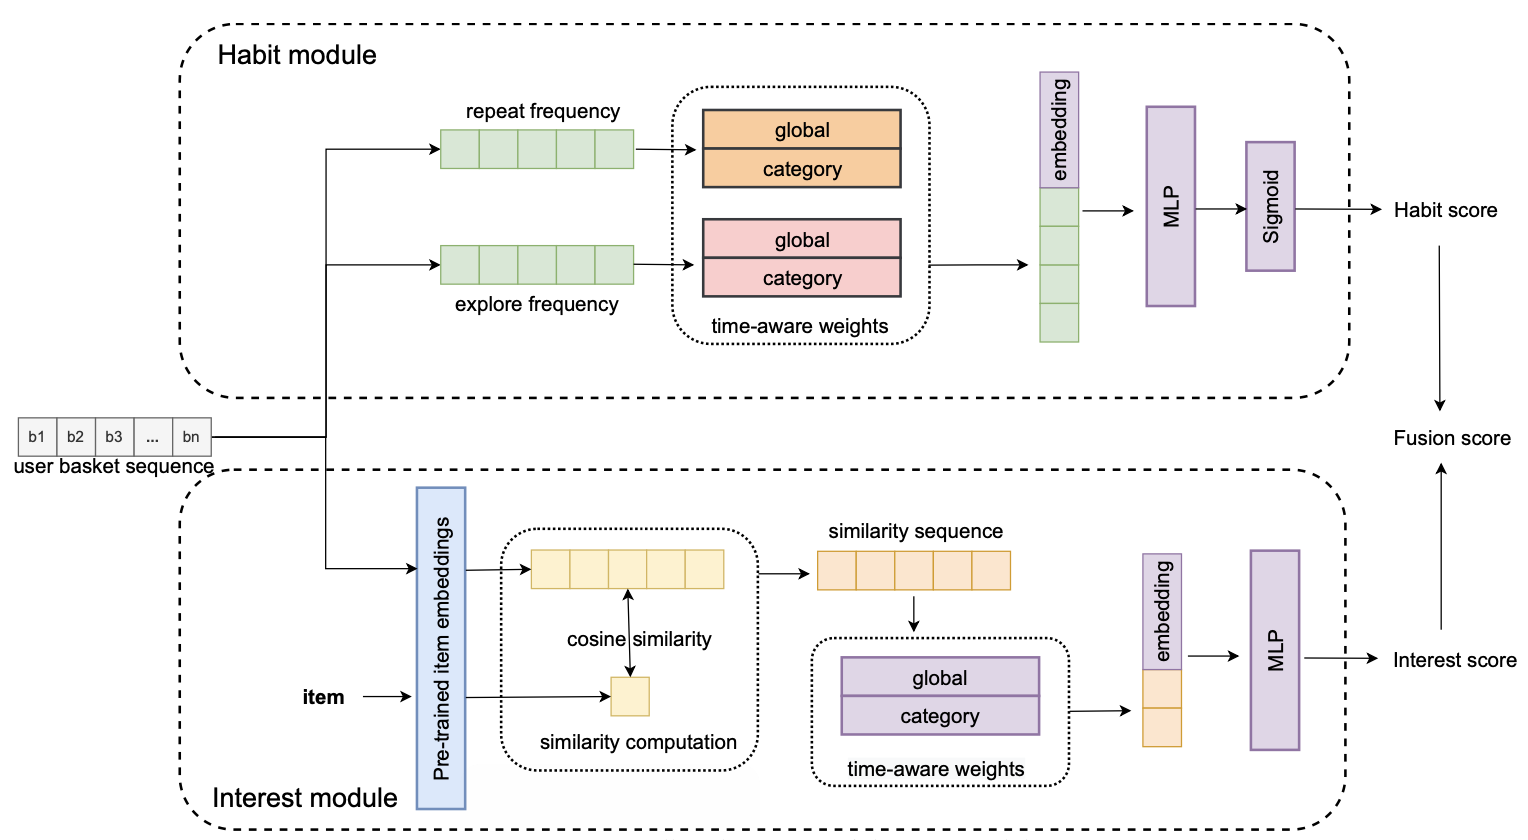 Habit module
repeat frequency
global
category
explore frequency
global
category
time-aware weights
embedding
MLP
Sigmoid
Habit score
b1 b2 b3 ... bn
user basket sequence
Fusion score
Pre-trained item embeddings
item
cosine similarity
similarity computation
similarity sequence
global
category
time-aware weights
embedding
MLP
Interest score
Interest module